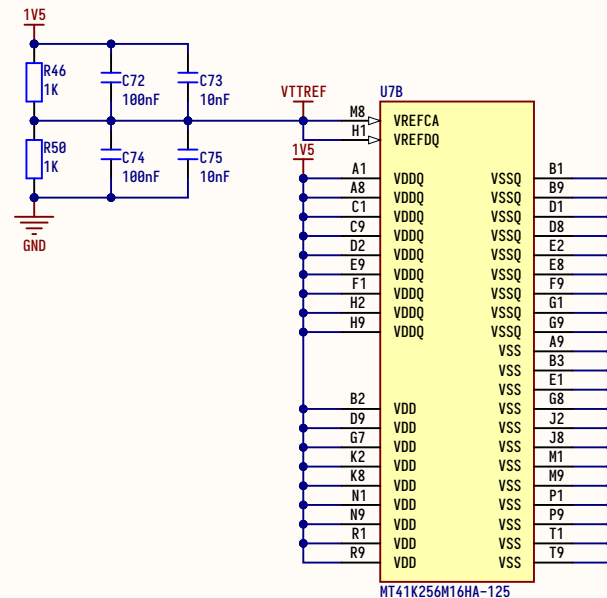 1V5
R46
1K
C72
100nF
C73
10nF
R50
1K
C74
100nF
C75
10nF
GND
VTTREF
1V5
U7B
M8 VREFCA
H1 VREFDQ
A1 VDDQ VSSQ B1
A8 VDDQ VSSQ B9
C1 VDDQ VSSQ D1
C9 VDDQ VSSQ D8
D2 VDDQ VSSQ E2
E9 VDDQ VSSQ E8
F1 VDDQ VSSQ F9
H2 VDDQ VSSQ G1
H9 VDDQ VSSQ G9
VSS A9
VSS B3
VSS E1
B2 VDD VSS G8
D9 VDD VSS J2
G7 VDD VSS J8
K2 VDD VSS M1
K8 VDD VSS M9
N1 VDD VSS P1
N9 VDD VSS P9
R1 VDD VSS T1
R9 VDD VSS T9
MT41K256M16HA-125